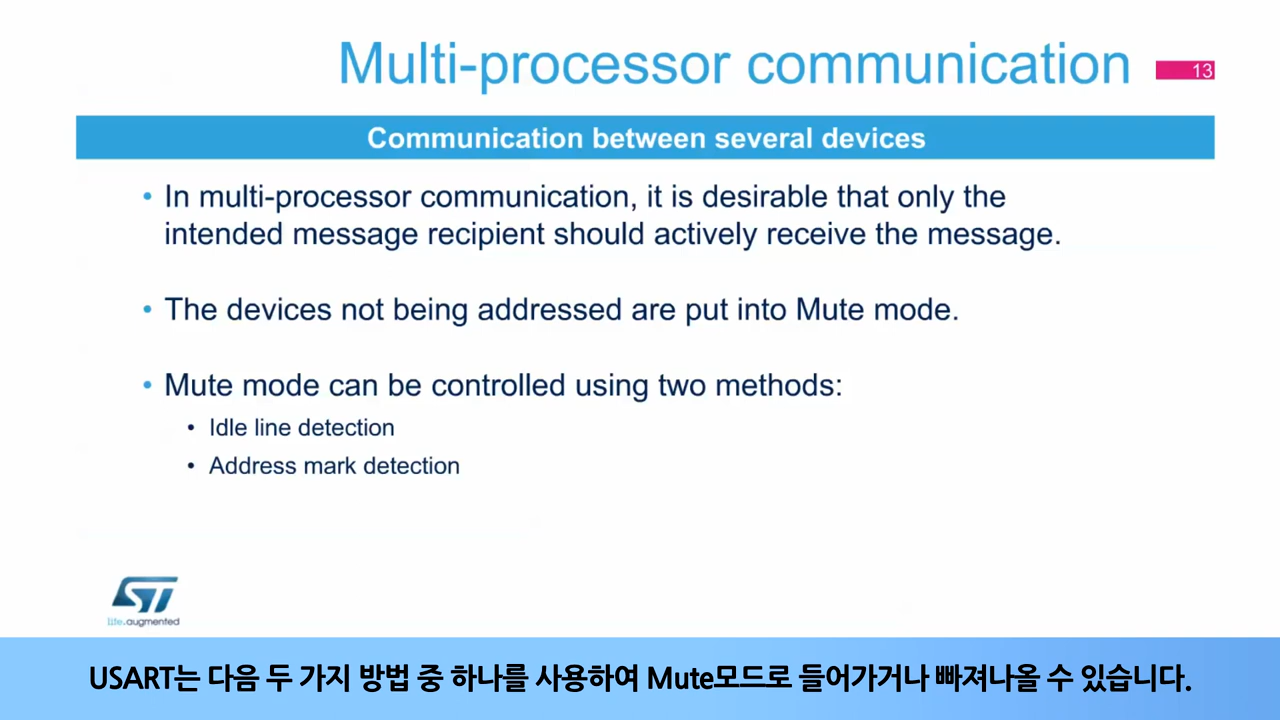 Multi-processor communication
13
Communication between several devices
• In multi-processor communication, it is desirable that only the
intended message recipient should actively receive the message.
• The devices not being addressed are put into Mute mode.
• Mute mode can be controlled using two methods:
• Idle line detection
• Address mark detection
ST
life.augmented
USART는 다음 두 가지 방법 중 하나를 사용하여 Mute모드로 들어가거나 빠져나올 수 있습니다.